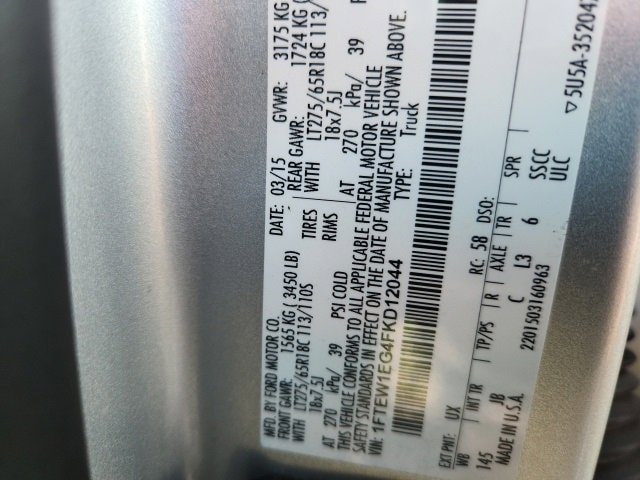 MFD. BY FORD MOTOR CO.
DATE: 03/15 GVWR: 3175 KG
FRONT GAWR: 1565 KG ( 3450 LB) REAR GAWR: 1724 KG (
WITH LT275/65R18C 113/110S TIRES WITH LT275/65R18C 113/
18x7.5J RIMS 18x7.5J
AT 270 kPa/ 39 PSI COLD AT 270 kPa/ 39
THIS VEHICLE CONFORMS TO ALL APPLICABLE FEDERAL MOTOR VEHICLE
SAFETY STANDARDS IN EFFECT ON THE DATE OF MANUFACTURE SHOWN ABOVE.
1FTEW1EG4FKD12044 TYPE: Truck
EXT PNT: UX RC: 58 DSO:
WB INT TR TP/PS R AXLE TR SPR
145 JB C L3 6 SSCC
MADE IN U.S.A. 2201503160963 ULC
▽5U5A-352042